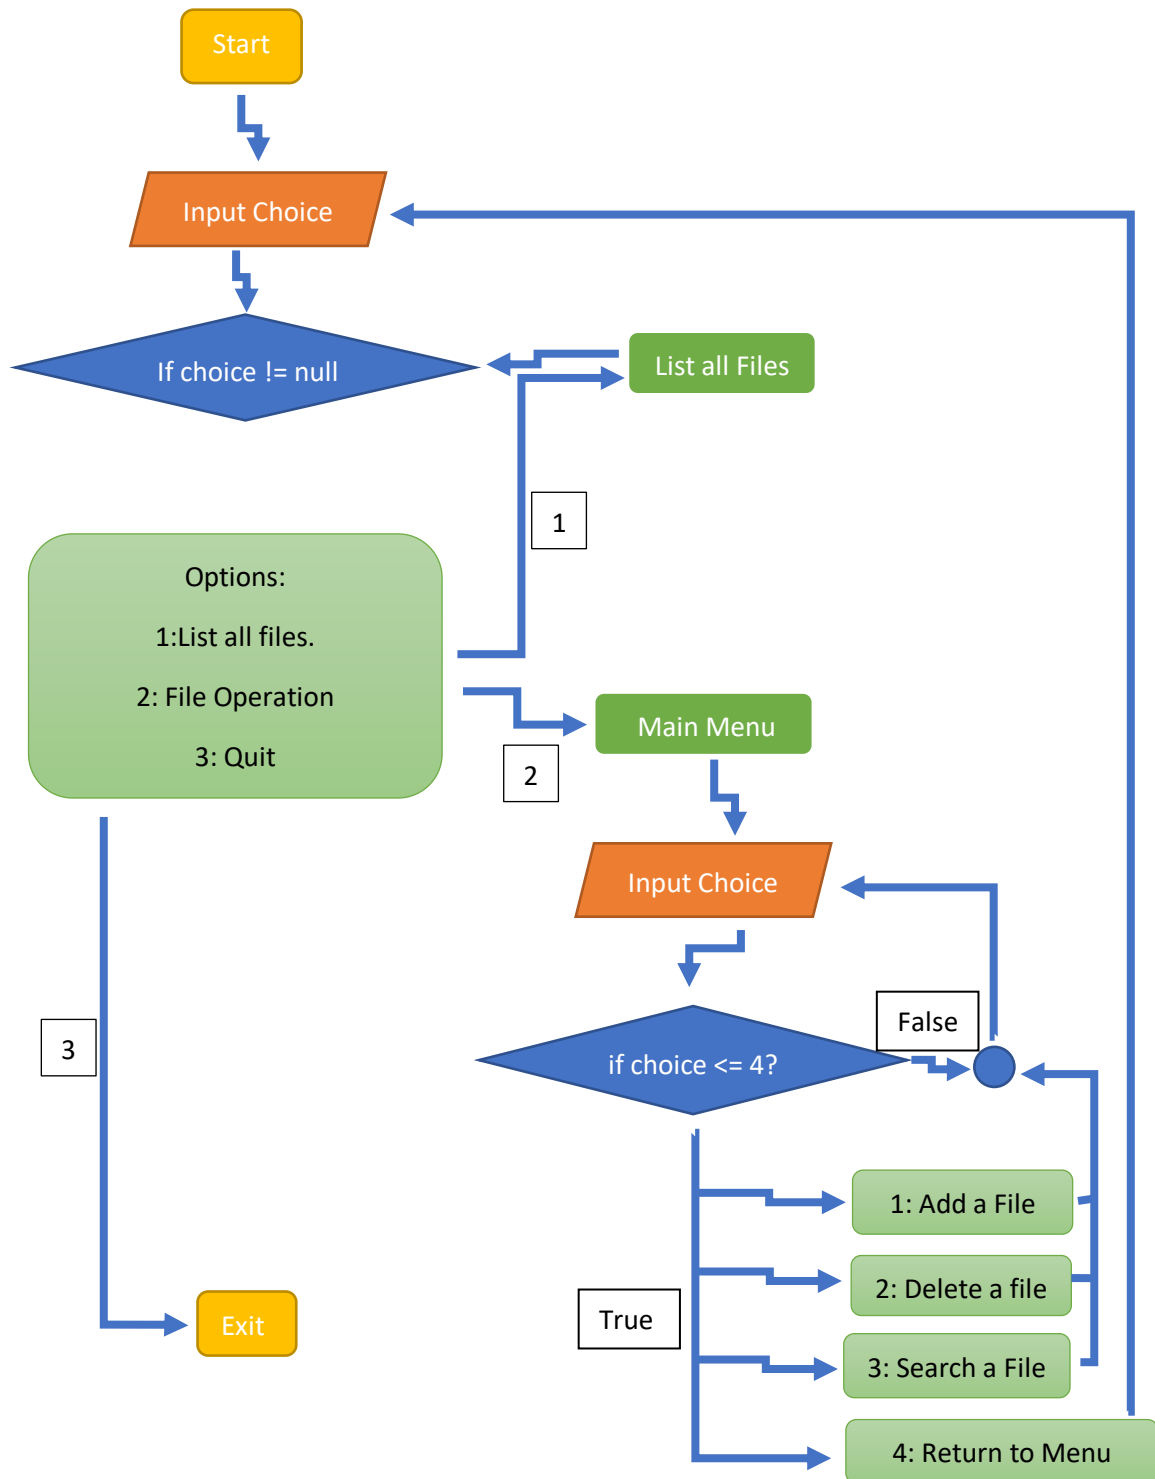 Start
Input Choice
If choice != null
List all Files
1
Options:
1:List all files.
2: File Operation
3: Quit
Main Menu
2
Input Choice
False
3
if choice <= 4?
1: Add a File
2: Delete a file
True
Exit
3: Search a File
4: Return to Menu